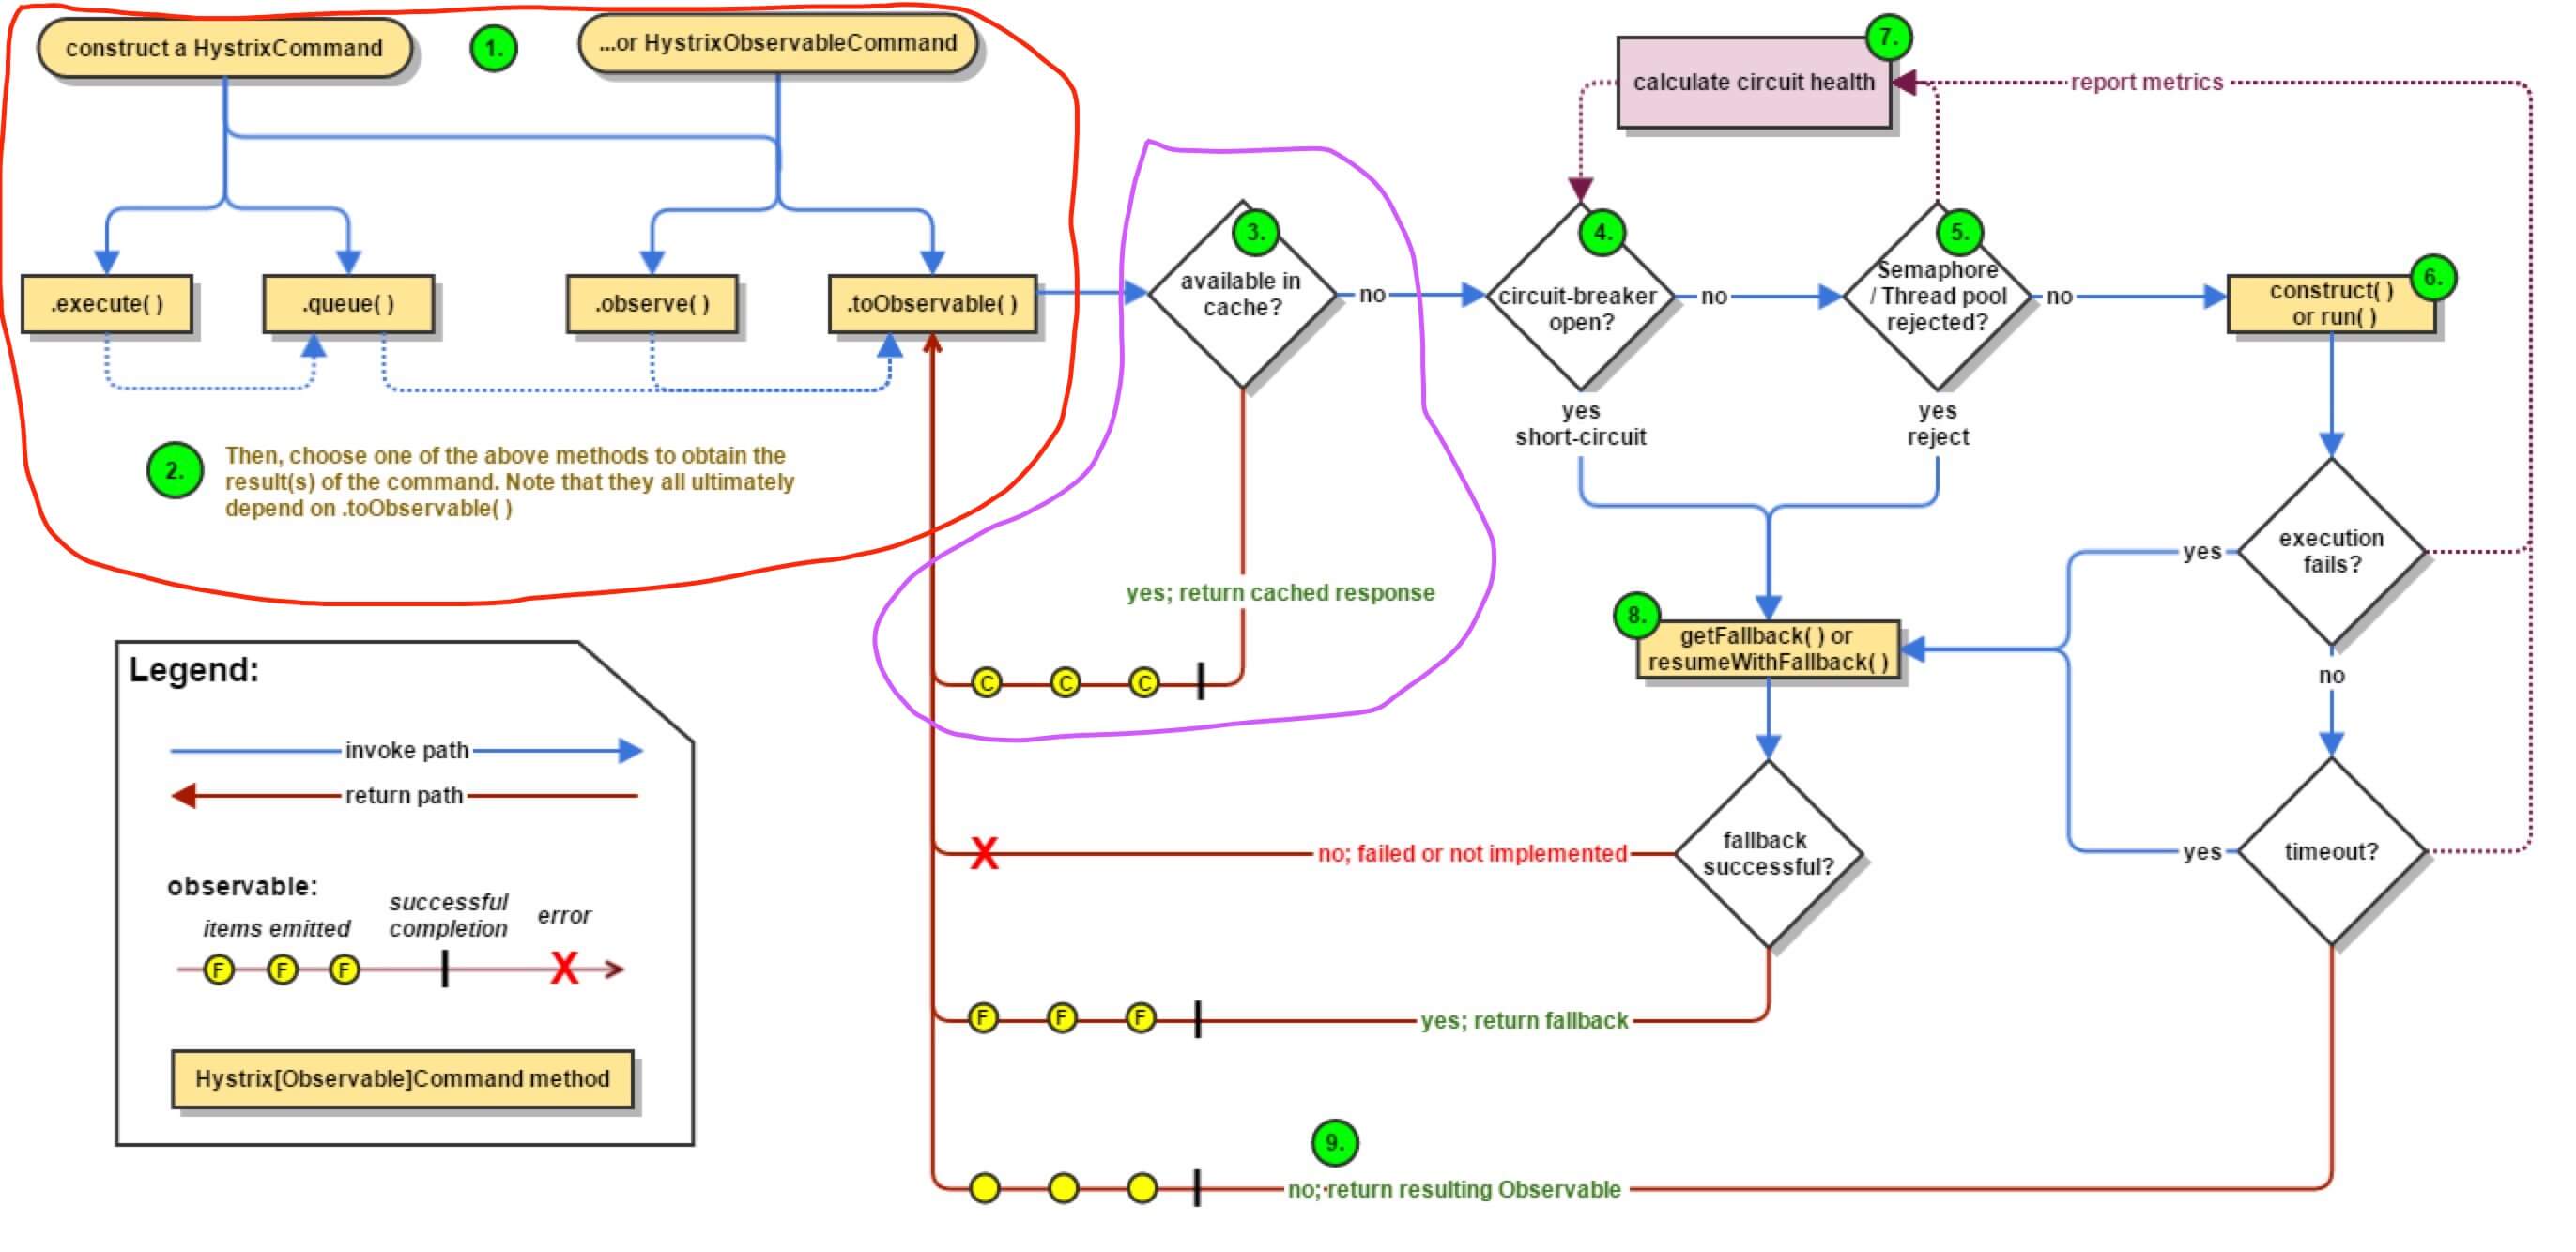 construct a HystrixCommand
1.
...or HystrixObservableCommand
.execute( )
.queue( )
.observe( )
.toObservable( )
2.
Then, choose one of the above methods to obtain the
result(s) of the command. Note that they all ultimately
depend on .toObservable( )
3.
available in
cache?
no
yes; return cached response
C
C
C
4.
circuit-breaker
open?
no
yes
short-circuit
5.
Semaphore
/ Thread pool
rejected?
no
yes
reject
6.
construct( )
or run( )
7.
calculate circuit health
report metrics
execution
fails?
yes
no
timeout?
yes
8.
getFallback( ) or
resumeWithFallback( )
fallback
successful?
no; failed or not implemented
X
yes; return fallback
F
F
F
9.
no; return resulting Observable
Legend:
invoke path
return path
observable:
items emitted
successful
completion
error
F
F
F
X
Hystrix[Observable]Command method